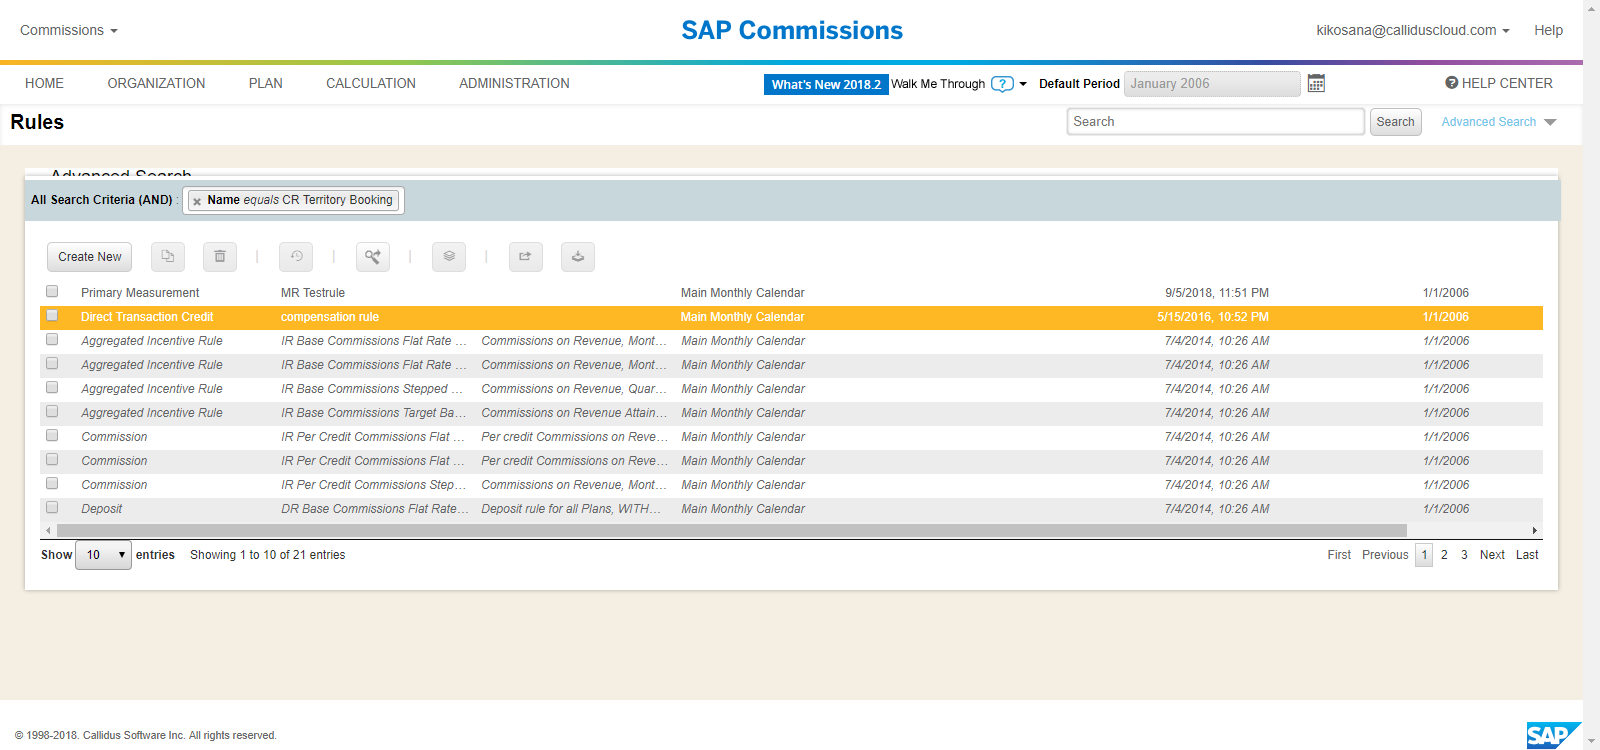 Commissions
SAP Commissions
kikosana@calliduscloud.com
Help
HOME ORGANIZATION PLAN CALCULATION ADMINISTRATION What's New 2018.2 Walk Me Through ? Default Period January 2006 HELP CENTER
Rules
Search Search Advanced Search
Advanced Search
All Search Criteria (AND) : Name equals CR Territory Booking
Create New
Primary Measurement MR Testrule Main Monthly Calendar 9/5/2018, 11:51 PM 1/1/2006
Direct Transaction Credit compensation rule Main Monthly Calendar 5/15/2016, 10:52 PM 1/1/2006
Aggregated Incentive Rule IR Base Commissions Flat Rate ... Commissions on Revenue, Mont... Main Monthly Calendar 7/4/2014, 10:26 AM 1/1/2006
Aggregated Incentive Rule IR Base Commissions Flat Rate ... Commissions on Revenue, Mont... Main Monthly Calendar 7/4/2014, 10:26 AM 1/1/2006
Aggregated Incentive Rule IR Base Commissions Stepped ... Commissions on Revenue, Quar... Main Monthly Calendar 7/4/2014, 10:26 AM 1/1/2006
Aggregated Incentive Rule IR Base Commissions Target Ba... Commissions on Revenue Attain... Main Monthly Calendar 7/4/2014, 10:26 AM 1/1/2006
Commission IR Per Credit Commissions Flat ... Per credit Commissions on Reve... Main Monthly Calendar 7/4/2014, 10:26 AM 1/1/2006
Commission IR Per Credit Commissions Flat ... Per credit Commissions on Reve... Main Monthly Calendar 7/4/2014, 10:26 AM 1/1/2006
Commission IR Per Credit Commissions Step... Commissions on Revenue, Mont... Main Monthly Calendar 7/4/2014, 10:26 AM 1/1/2006
Deposit DR Base Commissions Flat Rate... Deposit rule for all Plans, WITH... Main Monthly Calendar 7/4/2014, 10:26 AM 1/1/2006
Show 10 entries Showing 1 to 10 of 21 entries First Previous 1 2 3 Next Last
© 1998-2018. Callidus Software Inc. All rights reserved.
SAP